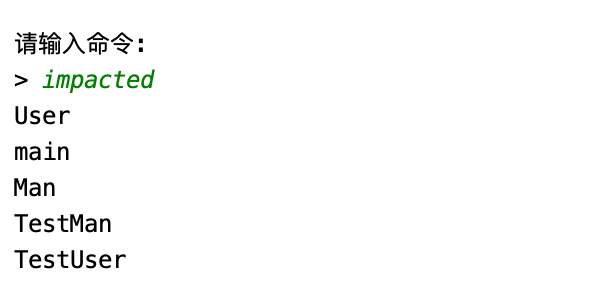 请输入命令:
> impacted
User
main
Man
TestMan
TestUser